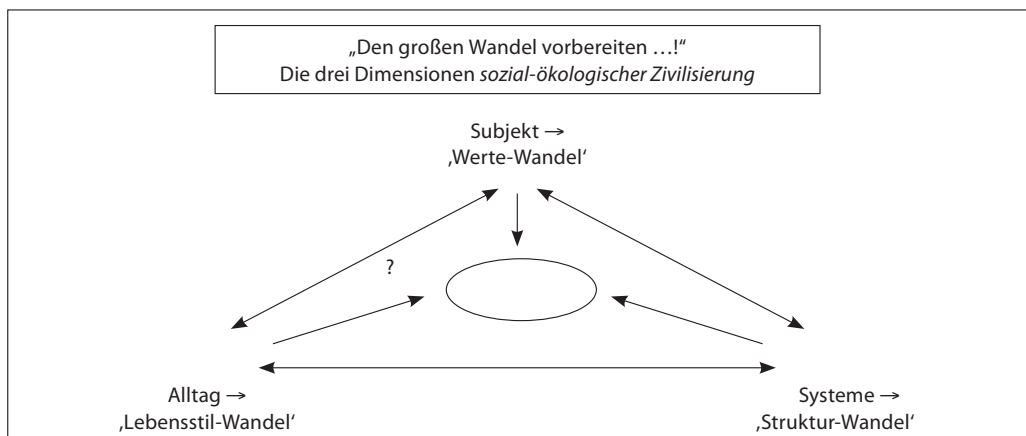 „Den großen Wandel vorbereiten …!“
Die drei Dimensionen sozial-ökologischer Zivilisierung
Subjekt →
‚Werte-Wandel‘
?
Alltag →
‚Lebensstil-Wandel‘
Systeme →
‚Struktur-Wandel‘